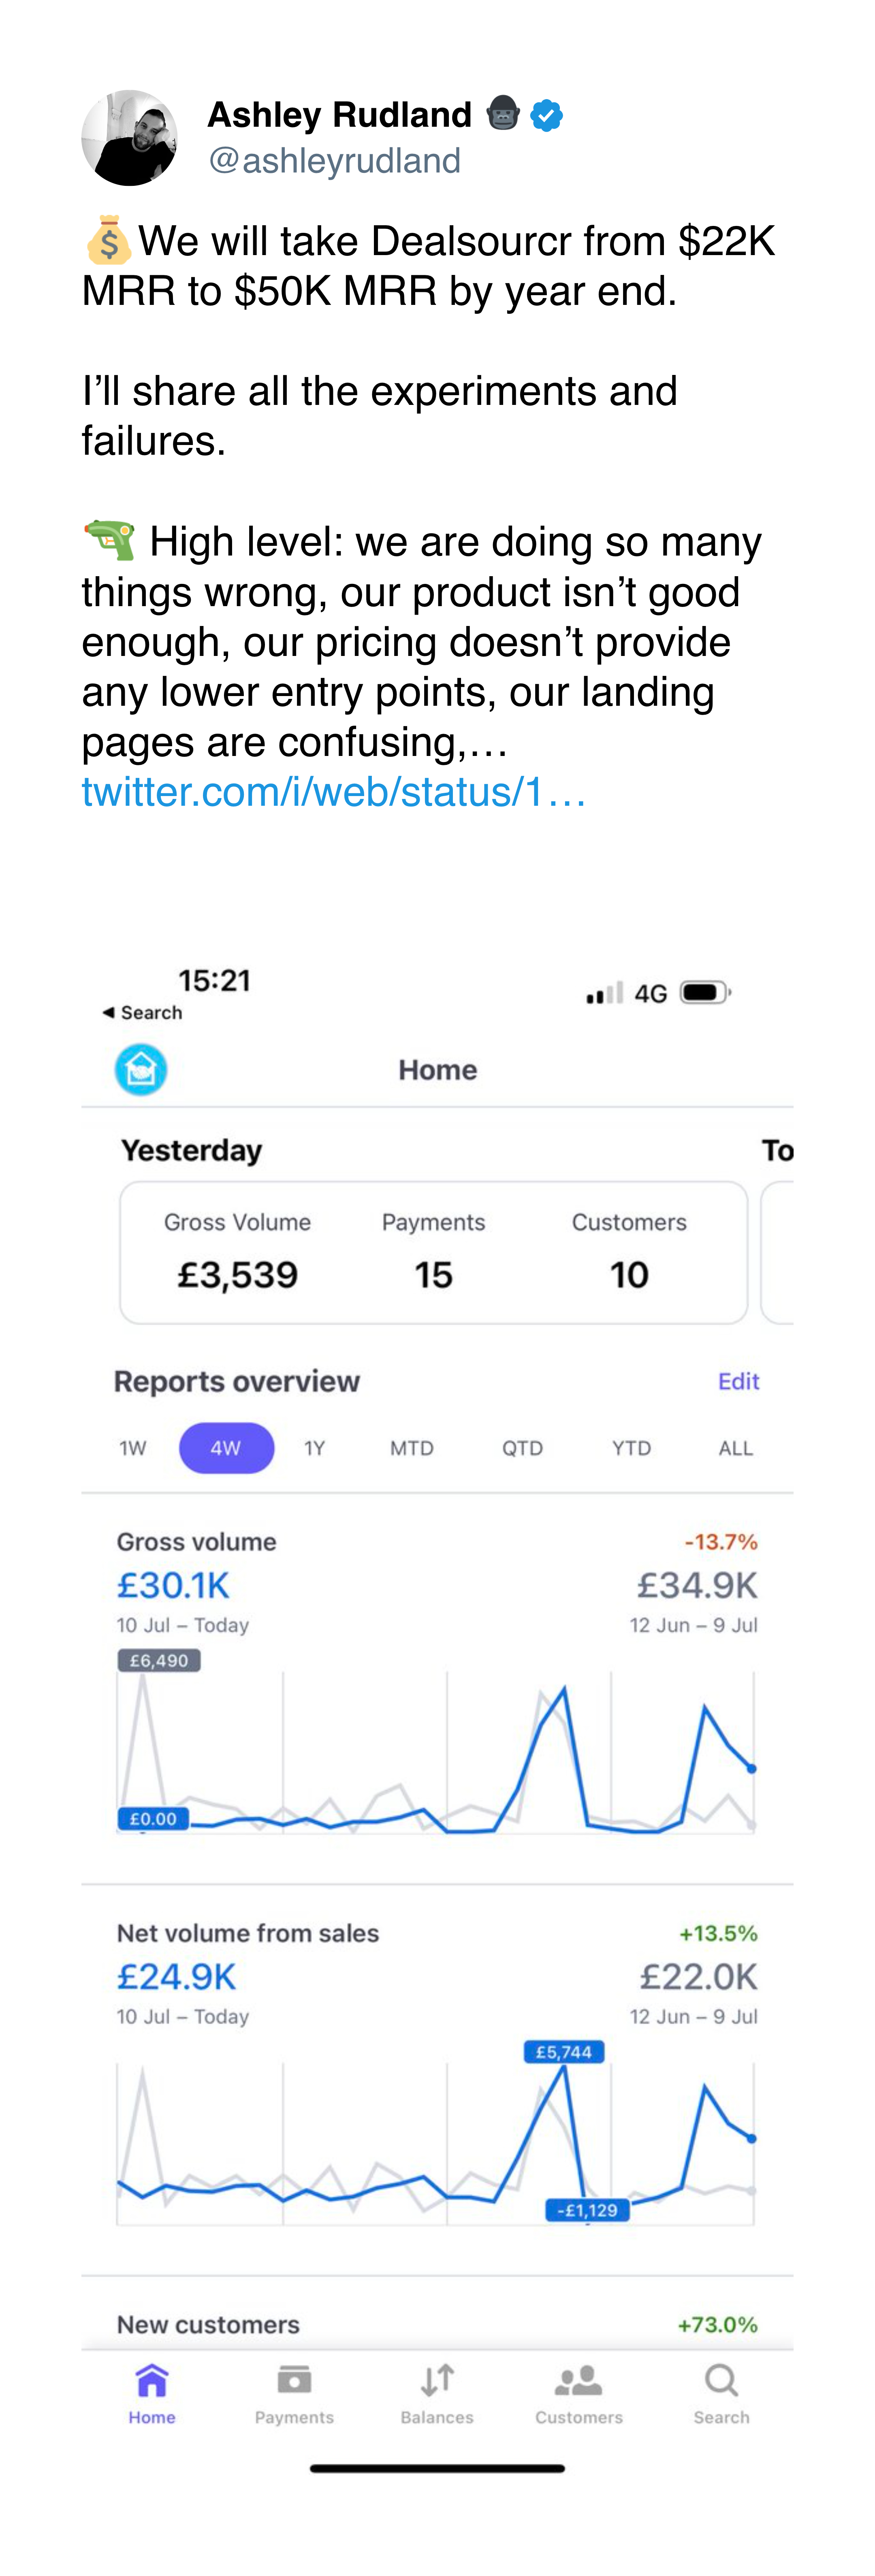 Ashley Rudland 🦍
@ashleyrudland
💰We will take Dealsourcr from $22K
MRR to $50K MRR by year end.
I’ll share all the experiments and
failures.
🔫 High level: we are doing so many
things wrong, our product isn’t good
enough, our pricing doesn’t provide
any lower entry points, our landing
pages are confusing,…
twitter.com/i/web/status/1…
15:21
4G
◀ Search
Home
Yesterday
To
Gross Volume Payments Customers
£3,539 15 10
Reports overview Edit
1W 4W 1Y MTD QTD YTD ALL
Gross volume -13.7%
£30.1K £34.9K
10 Jul – Today 12 Jun – 9 Jul
£6,490
£0.00
Net volume from sales +13.5%
£24.9K £22.0K
10 Jul – Today 12 Jun – 9 Jul
£5,744
-£1,129
New customers +73.0%
Home Payments Balances Customers Search